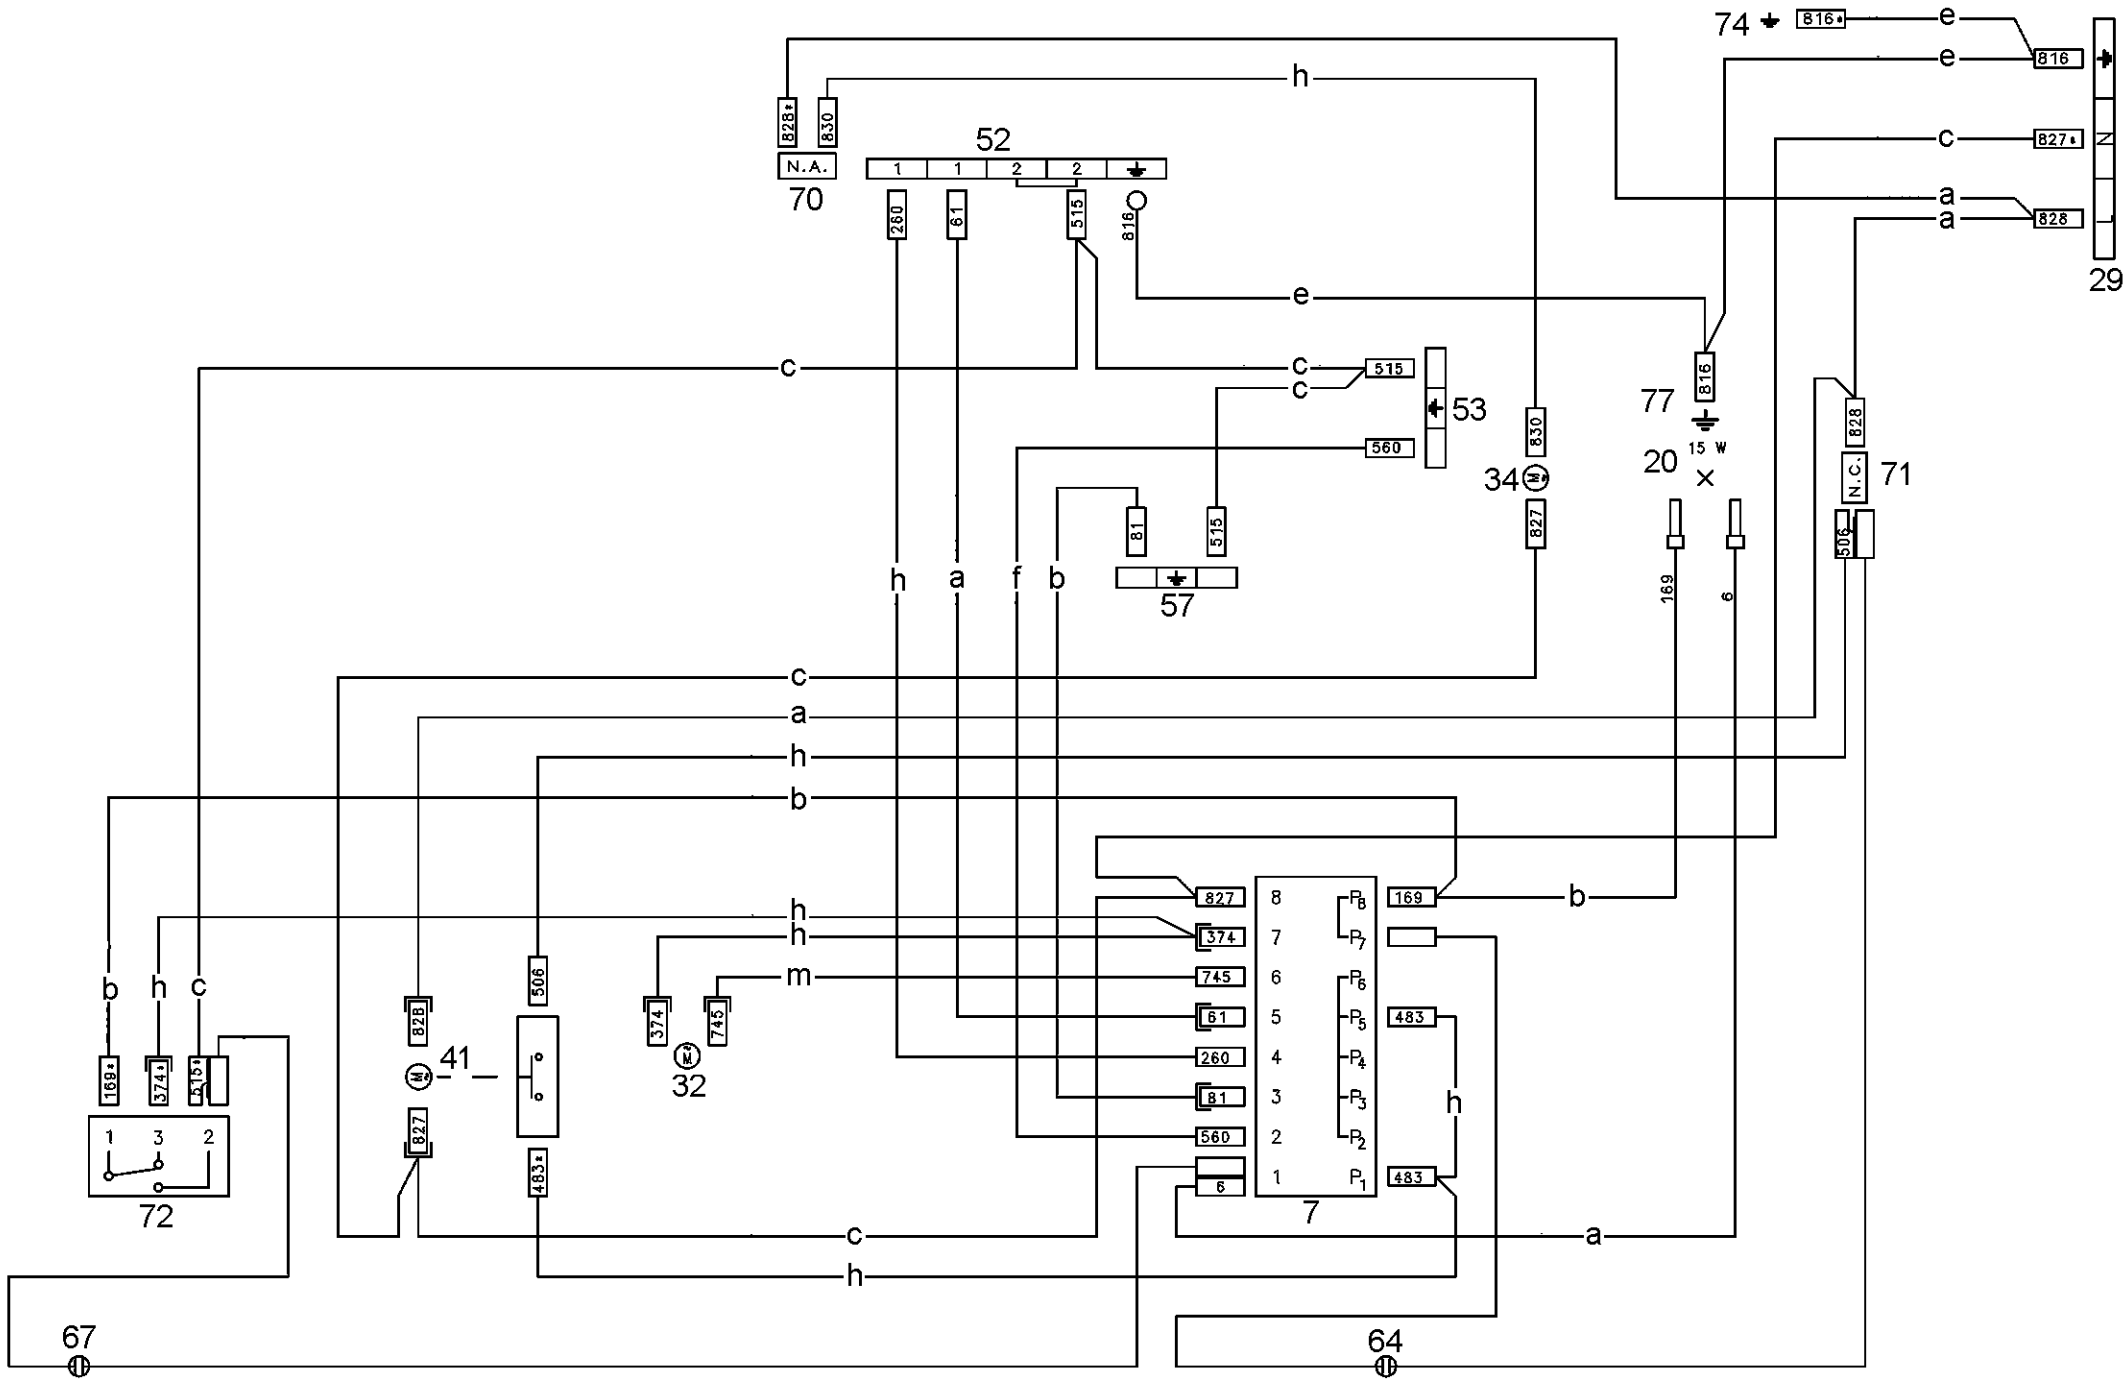 74 816* e
e 816
h
828* 830
52
N.A. 1 1 2 2
70
c 827* N
a
a 828 L
29
260 61 515 816
e
c c 515
c
53
816
77
15 W
20
828
N.C. 71
560
830
34 M
827
81 515
57
506
h a f b
169 6
c
a
h
b
827 8 P8 169 b
h
h 374 7 P7
m 745 6 P6
b h c
506
828
374 745
61 5 P5 483
M
32
41
M
260 4 P4
169* 374* 515*
81 3 P3
h
827
560 2 P2
1 3 2
483*
6 1 P1 483
72
7
c a
h
67
64